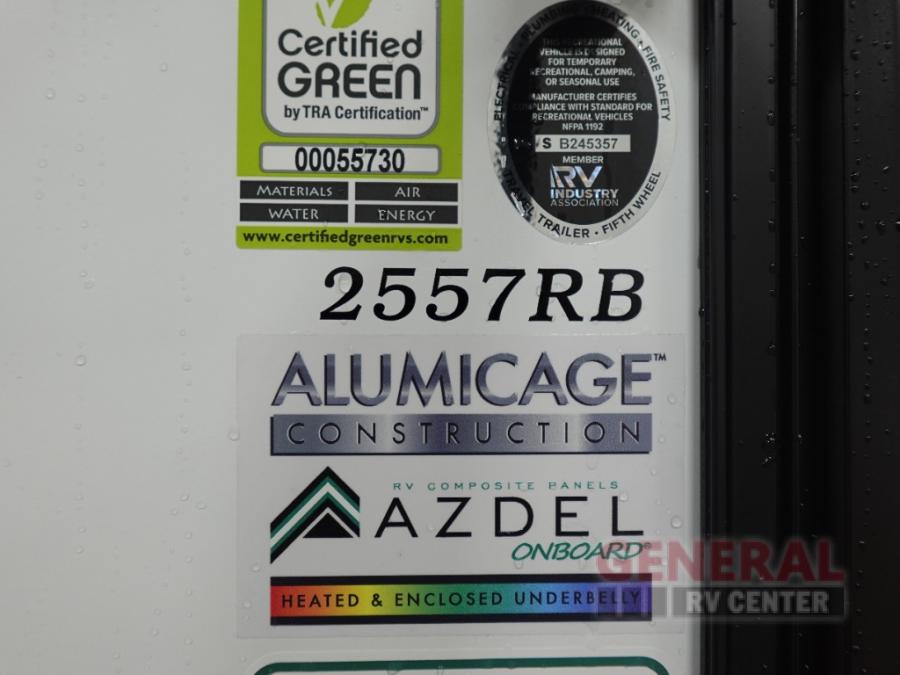 Certified
GREEN
by TRA Certification™
00055730
MATERIALS AIR
WATER ENERGY
www.certifiedgreenrvs.com
ELECTRICAL • PLUMBING • HEATING • FIRE SAFETY
THIS RECREATIONAL
VEHICLE IS DESIGNED
FOR TEMPORARY
RECREATIONAL, CAMPING,
OR SEASONAL USE
MANUFACTURER CERTIFIES
COMPLIANCE WITH STANDARD FOR
RECREATIONAL VEHICLES
NFPA 1192
S B245357
MEMBER
RV
INDUSTRY
ASSOCIATION
TRAVEL TRAILER • FIFTH WHEEL
2557RB
ALUMICAGE™
CONSTRUCTION
RV COMPOSITE PANELS
AZDEL
ONBOARD®
HEATED & ENCLOSED UNDERBELLY
GENERAL
RV CENTER